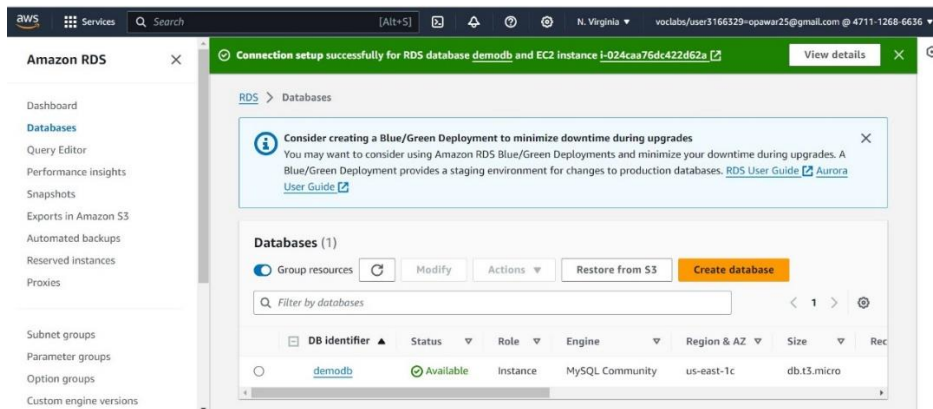 aws Services Search [Alt+S] N. Virginia voclabs/user3166329=opawar25@gmail.com @ 4711-1268-6636
Amazon RDS
Dashboard
Databases
Query Editor
Performance insights
Snapshots
Exports in Amazon S3
Automated backups
Reserved instances
Proxies
Subnet groups
Parameter groups
Option groups
Custom engine versions
Connection setup successfully for RDS database demodb and EC2 instance i-024caa76dc422d62a View details
RDS > Databases
Consider creating a Blue/Green Deployment to minimize downtime during upgrades
You may want to consider using Amazon RDS Blue/Green Deployments and minimize your downtime during upgrades. A
Blue/Green Deployment provides a staging environment for changes to production databases. RDS User Guide Aurora
User Guide
Databases (1)
Group resources Modify Actions Restore from S3 Create database
Filter by databases < 1 >
DB identifier Status Role Engine Region & AZ Size Rec
demodb Available Instance MySQL Community us-east-1c db.t3.micro